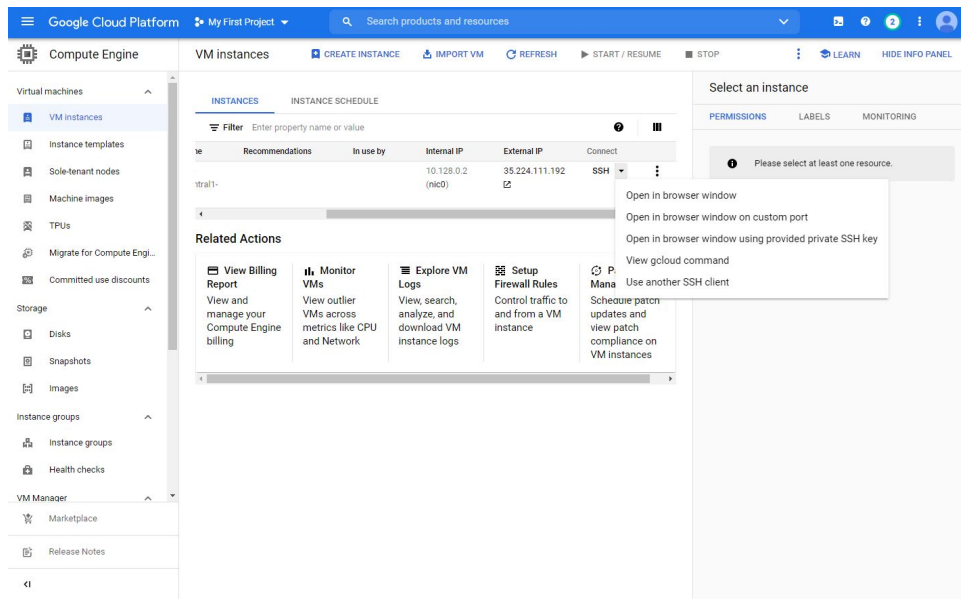 Google Cloud Platform
My First Project
Search products and resources
2
Compute Engine
VM instances
CREATE INSTANCE
IMPORT VM
REFRESH
START / RESUME
STOP
LEARN
HIDE INFO PANEL
Virtual machines
VM instances
Instance templates
Sole-tenant nodes
Machine images
TPUs
Migrate for Compute Engi...
Committed use discounts
Storage
Disks
Snapshots
Images
Instance groups
Instance groups
Health checks
VM Manager
Marketplace
Release Notes
INSTANCES
INSTANCE SCHEDULE
Filter Enter property name or value
Recommendations In use by Internal IP External IP Connect
10.128.0.2 35.224.111.192 SSH
ntral1- (nic0)
Related Actions
View Billing
Report
View and
manage your
Compute Engine
billing
Monitor
VMs
View outlier
VMs across
metrics like CPU
and Network
Explore VM
Logs
View, search,
analyze, and
download VM
instance logs
Setup
Firewall Rules
Control traffic to
and from a VM
instance
P
Mana
Schedule patch
updates and
view patch
compliance on
VM instances
Open in browser window
Open in browser window on custom port
Open in browser window using provided private SSH key
View gcloud command
Use another SSH client
Select an instance
PERMISSIONS
LABELS
MONITORING
Please select at least one resource.